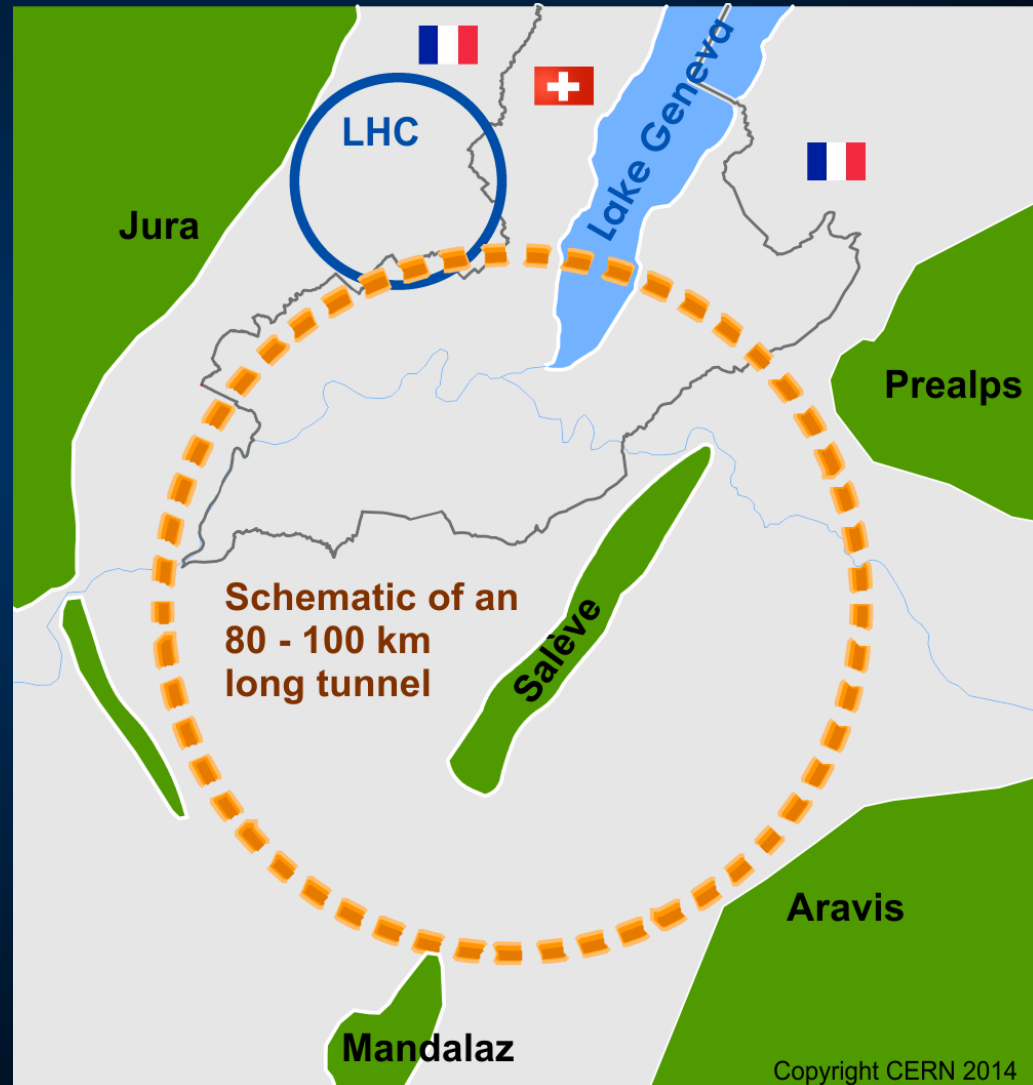 LHC
Lake Geneva
Jura
Prealps
Schematic of an
80 - 100 km
long tunnel
Salève
Aravis
Mandalaz
Copyright CERN 2014